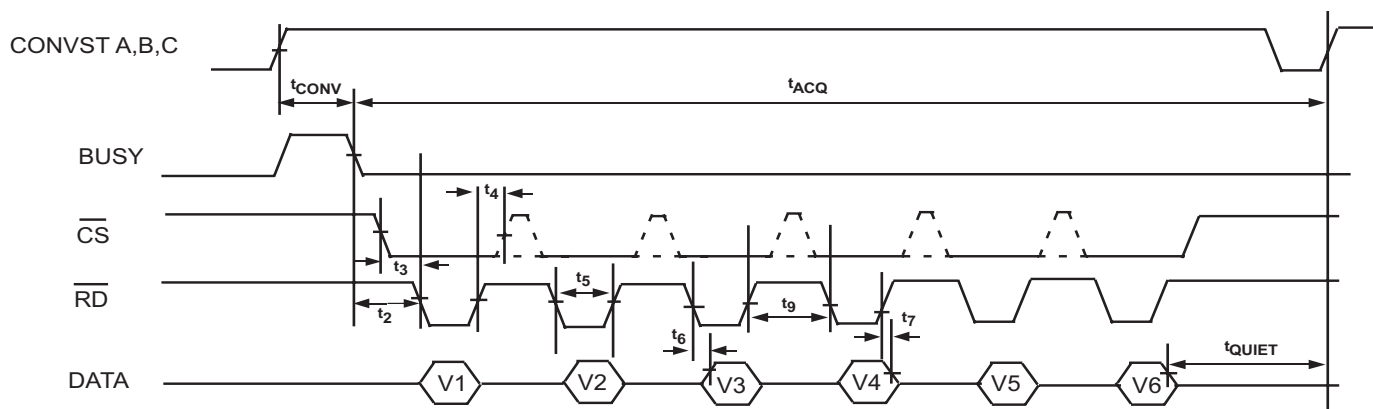 CONVST A,B,C
tCONV
tACQ
BUSY
t4
CS
t3
t5
RD
t2
t9
t6
t7
tQUIET
DATA
V1 V2 V3 V4 V5 V6